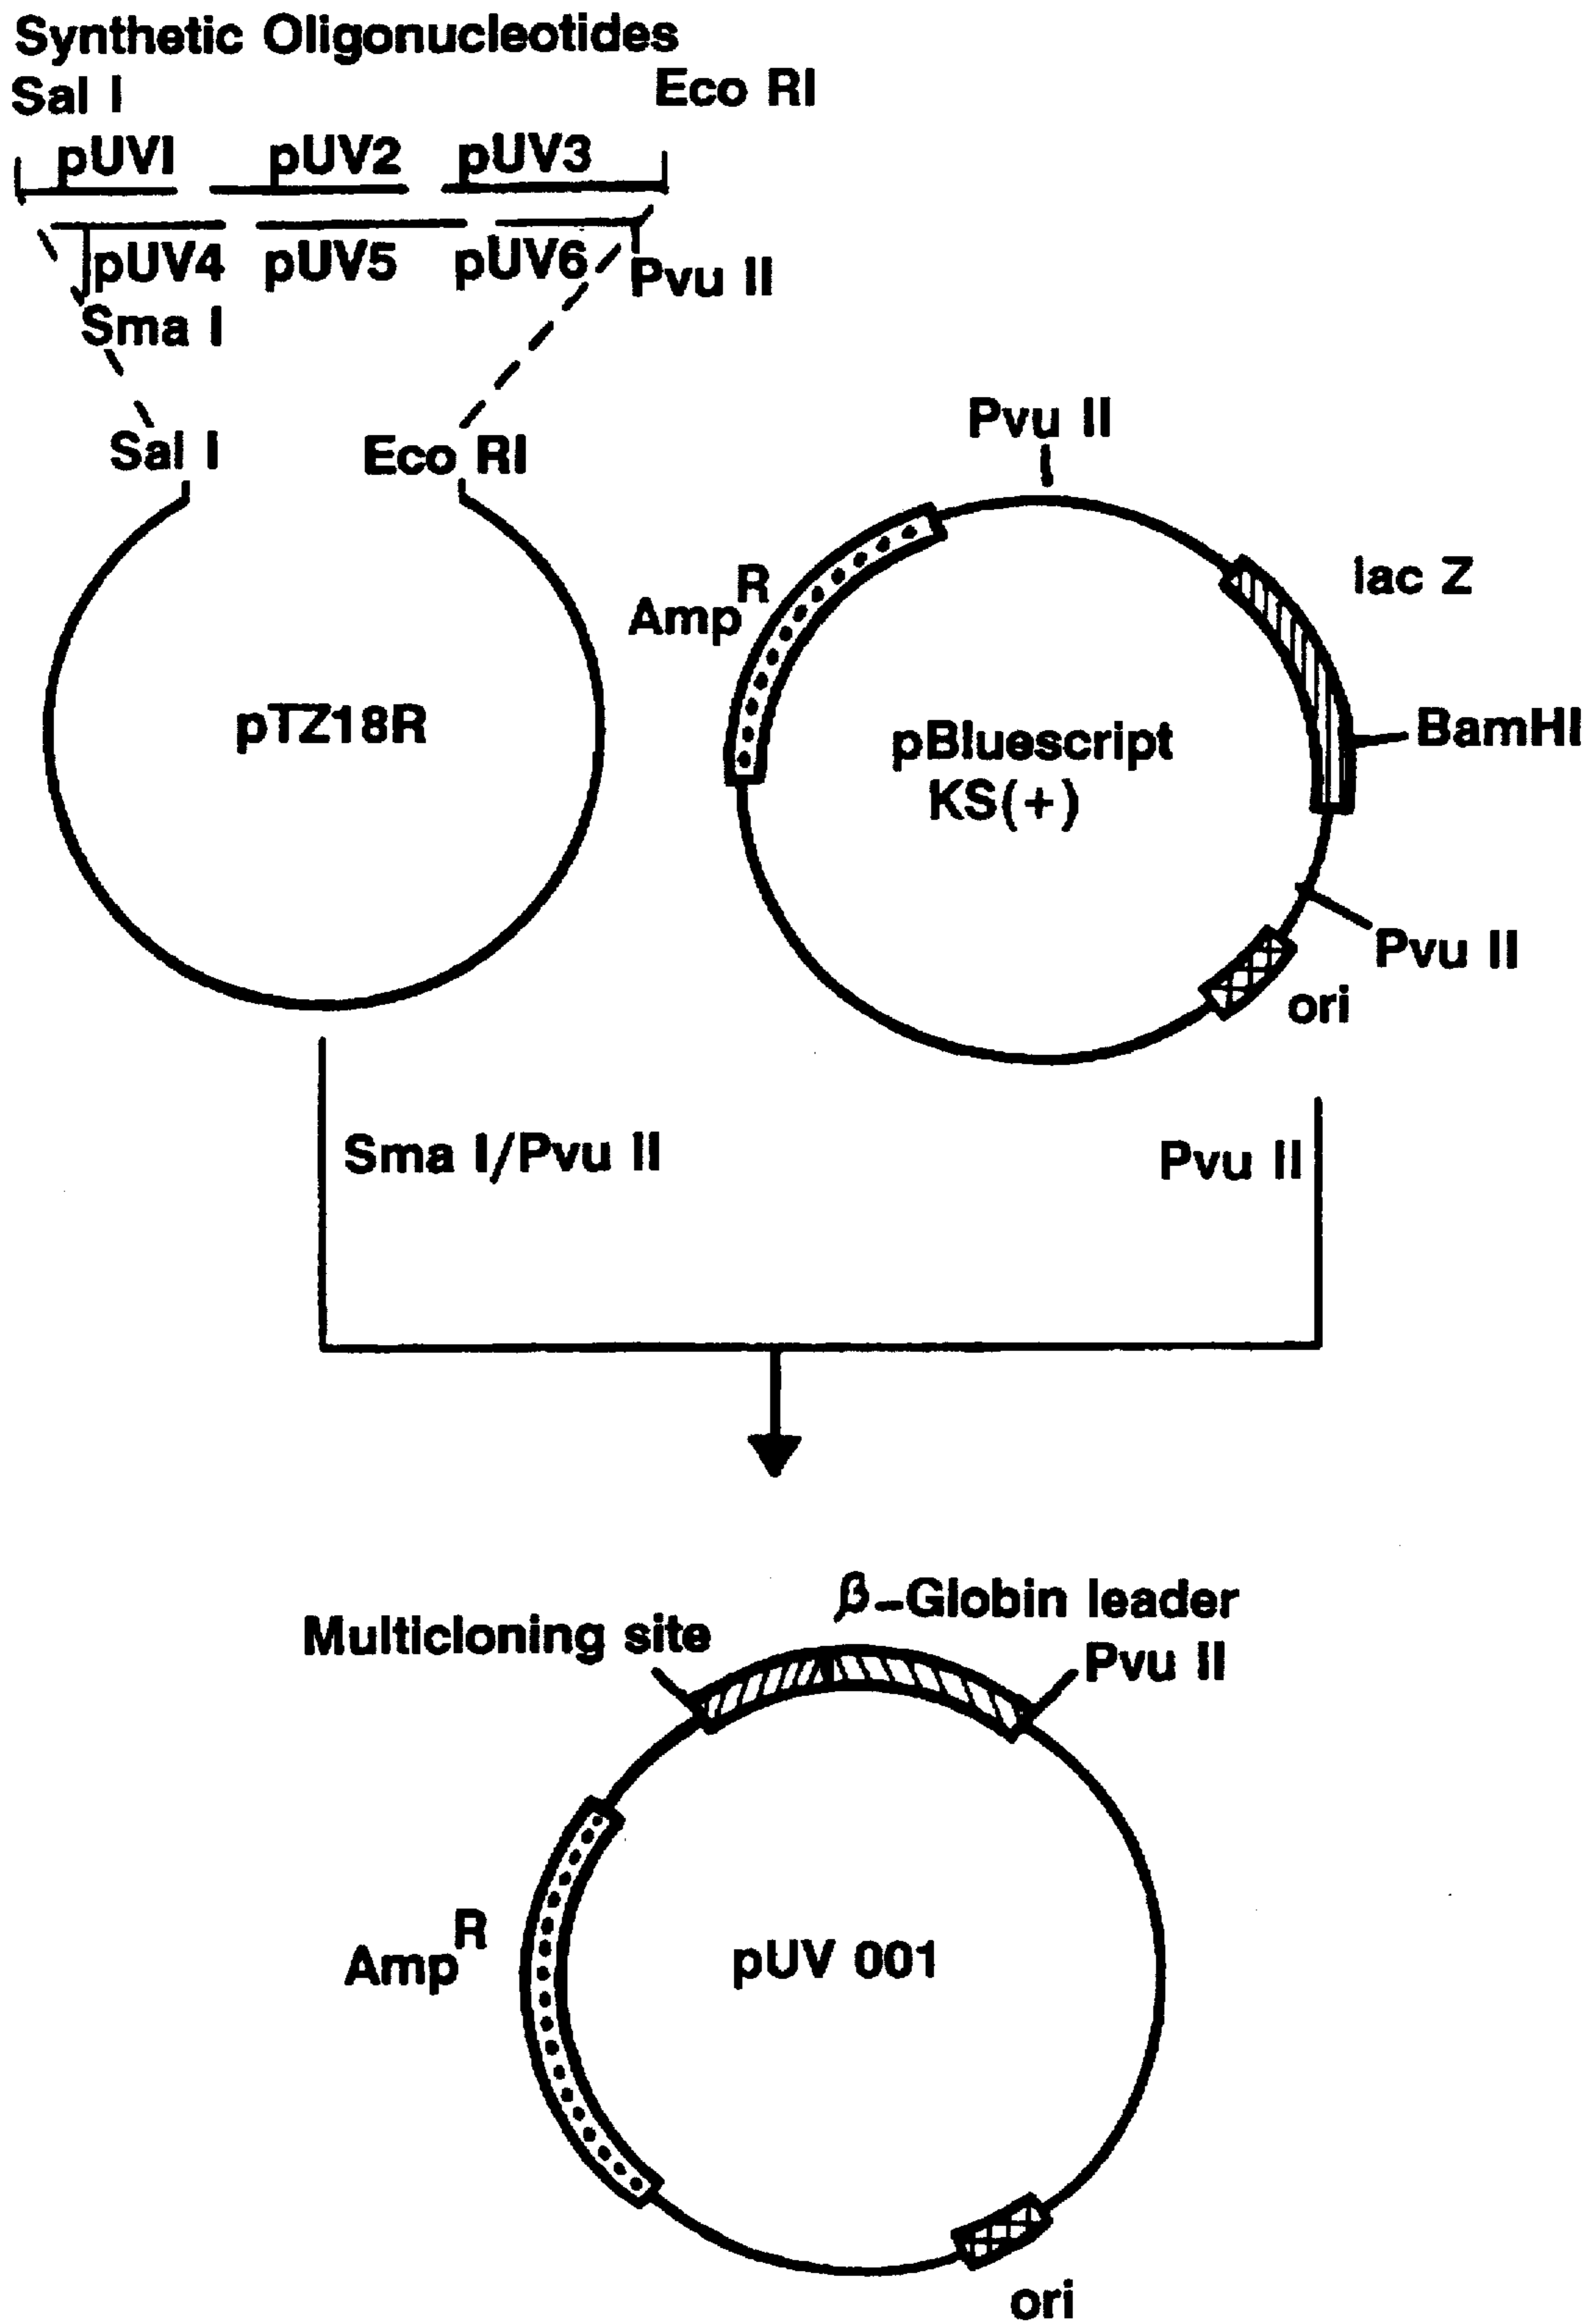 Synthetic Oligonucleotides
Sal I
Eco RI
pUVI pUV2 pUV3
pUV4 pUV5 pUV6
Pvu II
Sma I
Sal I
Eco RI
pTZ18R
Pvu II
lac Z
Amp R
pBluescript
KS(+)
BamHI
Pvu II
ori
Sma I/Pvu II
Pvu II
β-Globin leader
Multicloning site
Pvu II
Amp R
pUV 001
ori